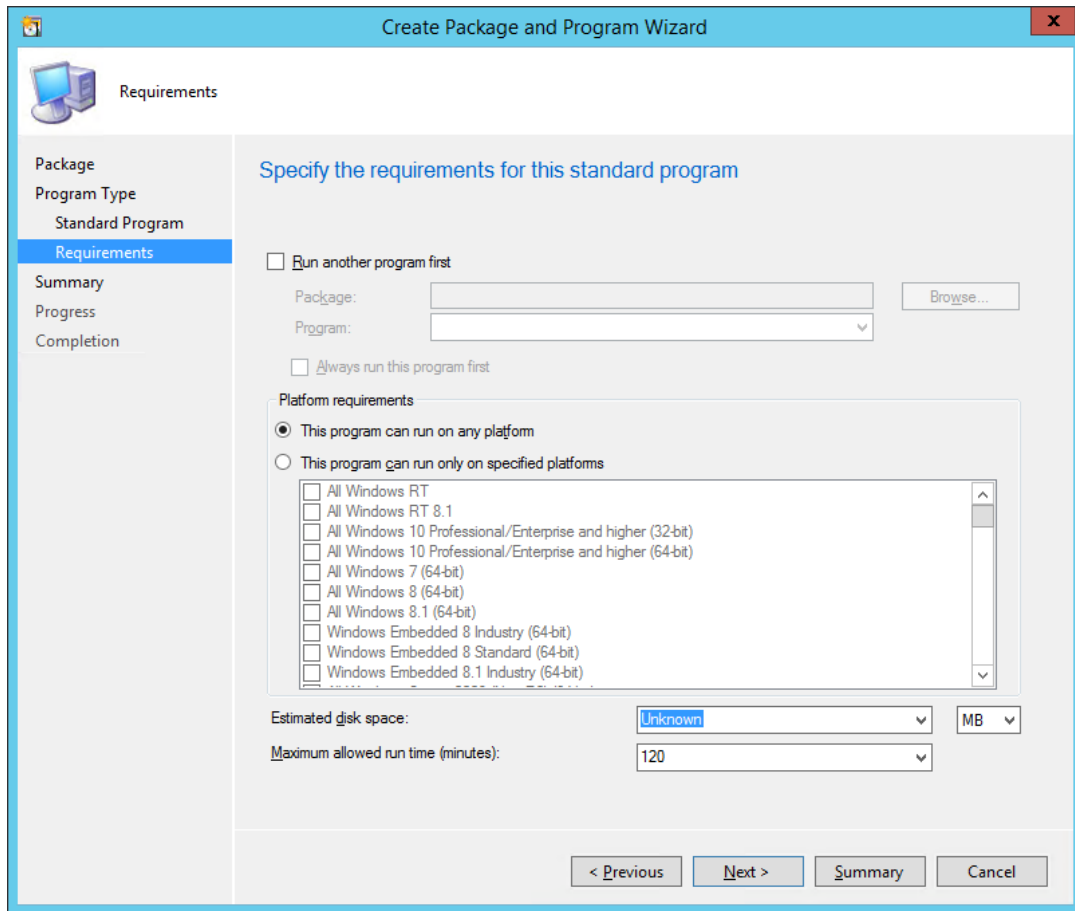 Create Package and Program Wizard
x
Requirements
Package
Program Type
Standard Program
Requirements
Summary
Progress
Completion
Specify the requirements for this standard program
Run another program first
Package:
Browse...
Program:
Always run this program first
Platform requirements
This program can run on any platform
This program can run only on specified platforms
All Windows RT
All Windows RT 8.1
All Windows 10 Professional/Enterprise and higher (32-bit)
All Windows 10 Professional/Enterprise and higher (64-bit)
All Windows 7 (64-bit)
All Windows 8 (64-bit)
All Windows 8.1 (64-bit)
Windows Embedded 8 Industry (64-bit)
Windows Embedded 8 Standard (64-bit)
Windows Embedded 8.1 Industry (64-bit)
Estimated disk space: Unknown MB
Maximum allowed run time (minutes): 120
< Previous Next > Summary Cancel